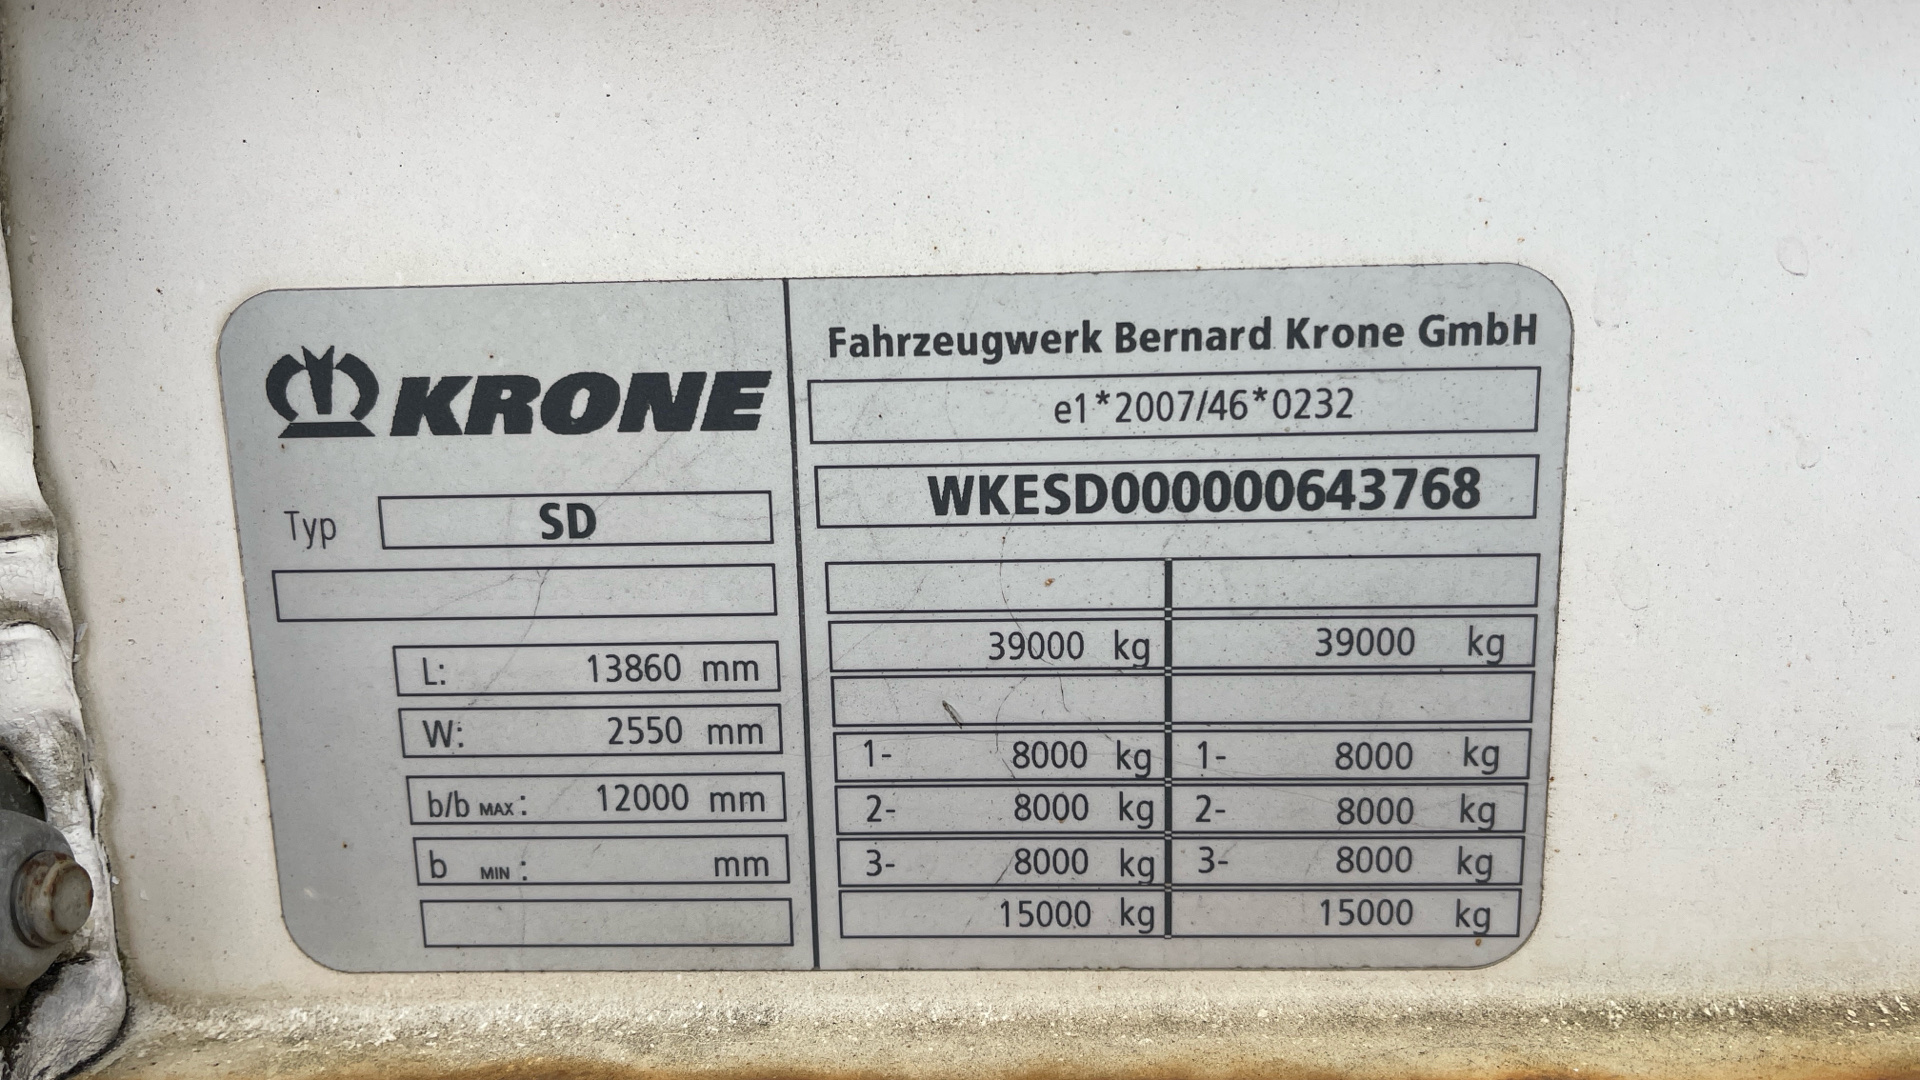 KRONE
Typ SD
L: 13860 mm
W: 2550 mm
b/b MAX: 12000 mm
b MIN: mm
Fahrzeugwerk Bernard Krone GmbH
e1*2007/46*0232
WKESD000000643768
39000 kg 39000 kg
1- 8000 kg 1- 8000 kg
2- 8000 kg 2- 8000 kg
3- 8000 kg 3- 8000 kg
15000 kg 15000 kg